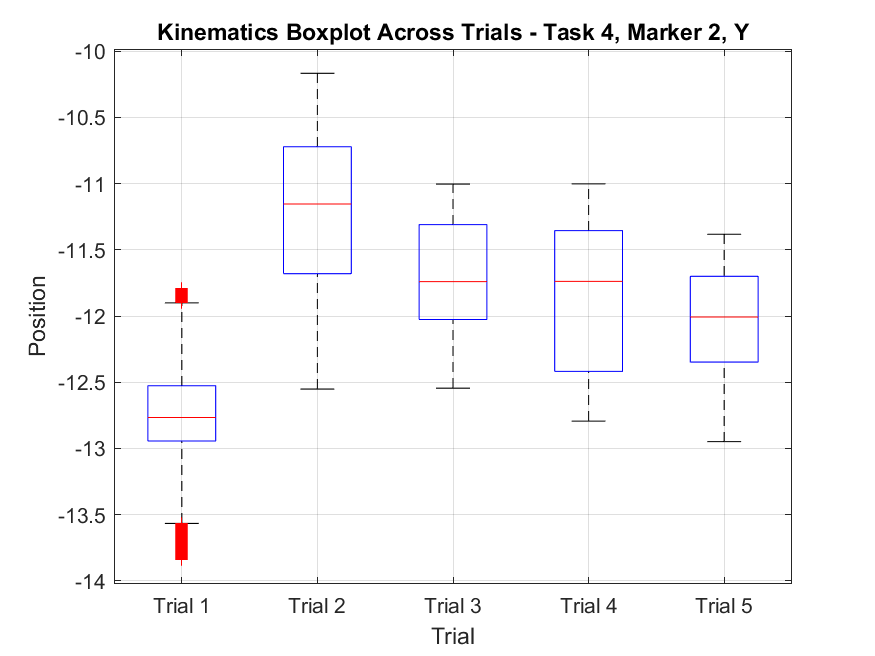 Kinematics Boxplot Across Trials - Task 4, Marker 2, Y
-10
-10.5
-11
-11.5
-12
-12.5
-13
-13.5
-14
Position
Trial 1 Trial 2 Trial 3 Trial 4 Trial 5
Trial